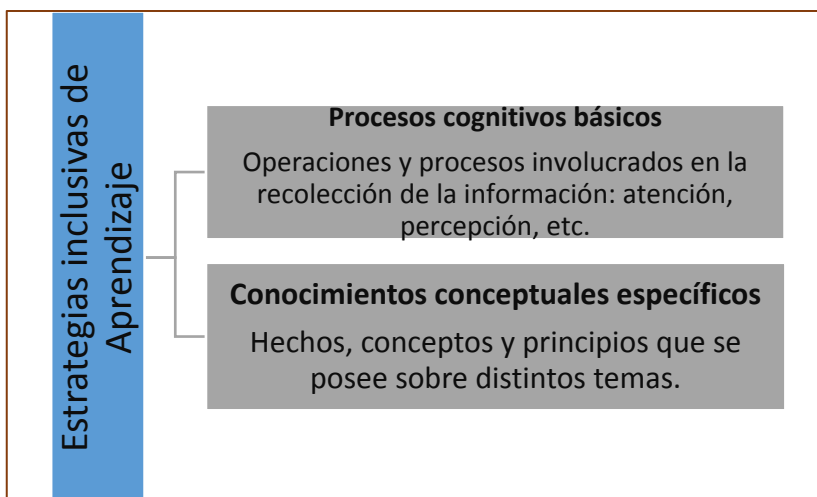 Estrategias inclusivas de
Aprendizaje
Procesos cognitivos básicos
Operaciones y procesos involucrados en la
recolección de la información: atención,
percepción, etc.
Conocimientos conceptuales específicos
Hechos, conceptos y principios que se
posee sobre distintos temas.